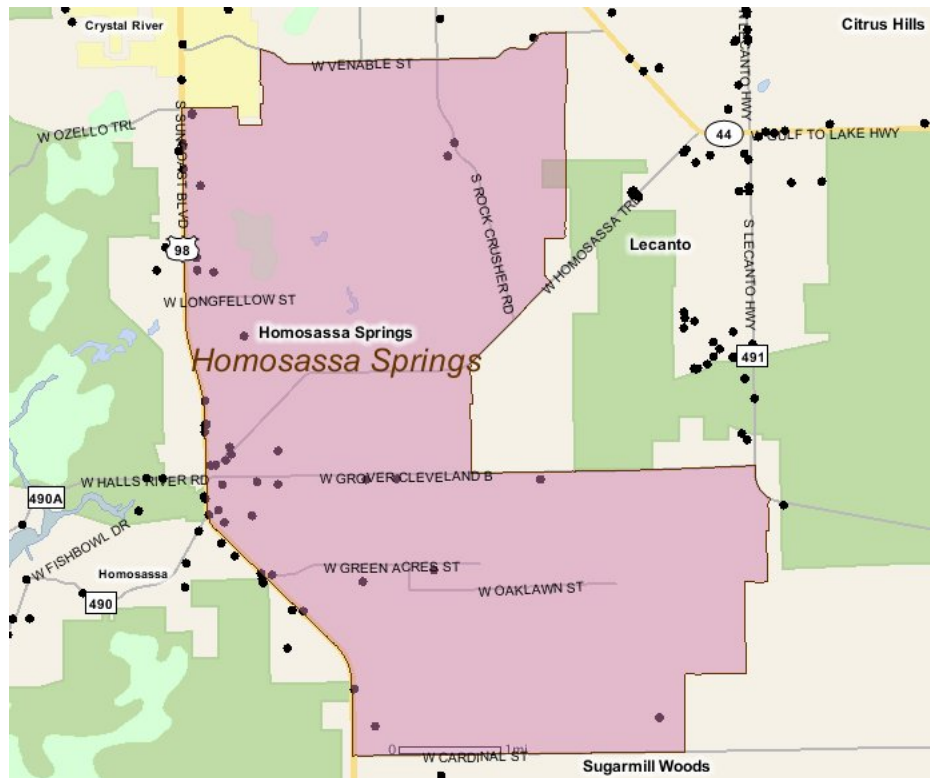 Crystal River
Citrus Hills
W VENABLE ST
W LECANTO HWY
W OZELLO TRL
S SUNCOAST BLVD
44
W GULF TO LAKE HWY
S ROCK CRUSHER RD
W HOMOSASSA TRL
Lecanto
S LECANTO HWY
98
W LONGFELLOW ST
Homosassa Springs
Homosassa Springs
491
W HALLS RIVER RD
W GROVER CLEVELAND B
490A
W FISHBOWL DR
Homosassa
W GREEN ACRES ST
W OAKLAWN ST
490
0 1mi
W CARDINAL ST
Sugarmill Woods